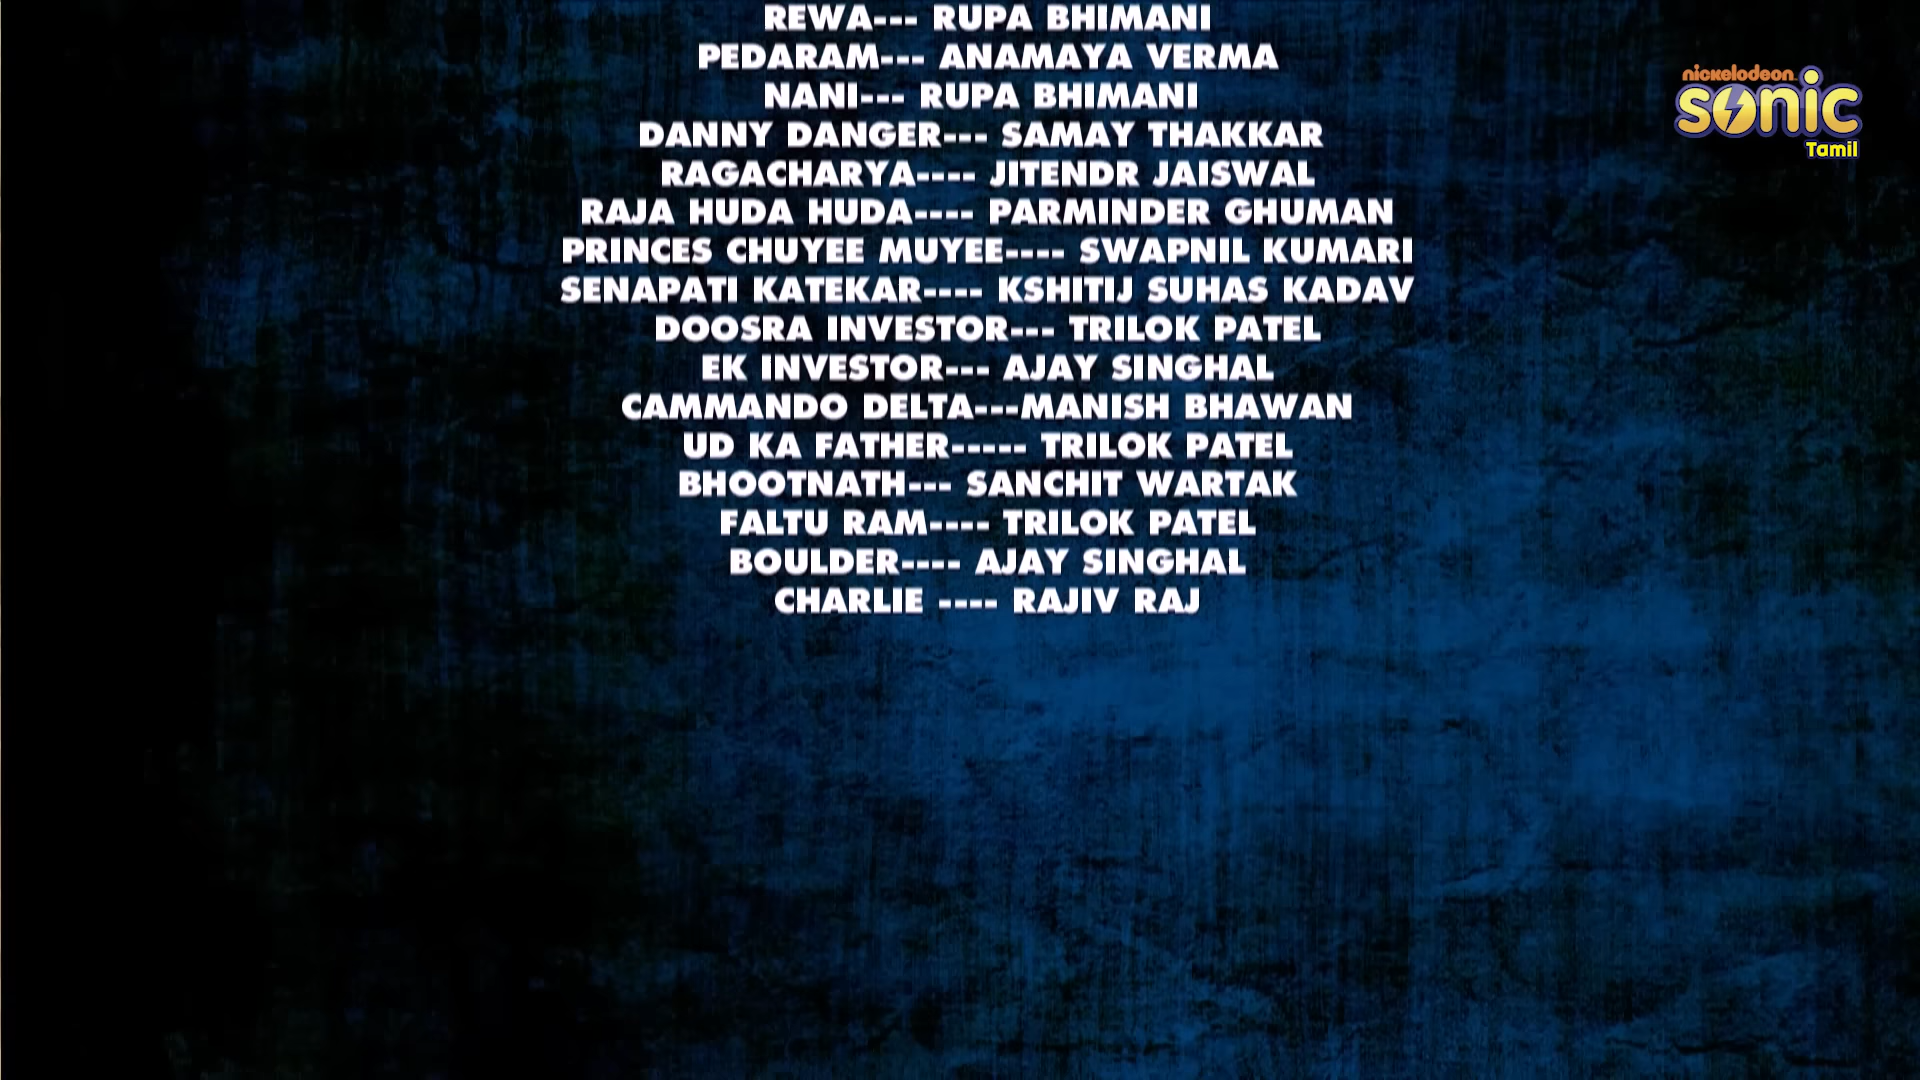 REWA--- RUPA BHIMANI
PEDARAM--- ANAMAYA VERMA
NANI--- RUPA BHIMANI
DANNY DANGER--- SAMAY THAKKAR
RAGACHARYA---- JITENDR JAISWAL
RAJA HUDA HUDA---- PARMINDER GHUMAN
PRINCES CHUYEE MUYEE---- SWAPNIL KUMARI
SENAPATI KATEKAR---- KSHITIJ SUHAS KADAV
DOOSRA INVESTOR--- TRILOK PATEL
EK INVESTOR--- AJAY SINGHAL
CAMMANDO DELTA---MANISH BHAWAN
UD KA FATHER----- TRILOK PATEL
BHOOTNATH--- SANCHIT WARTAK
FALTU RAM---- TRILOK PATEL
BOULDER---- AJAY SINGHAL
CHARLIE ---- RAJIV RAJ
nickelodeon
sonic
Tamil